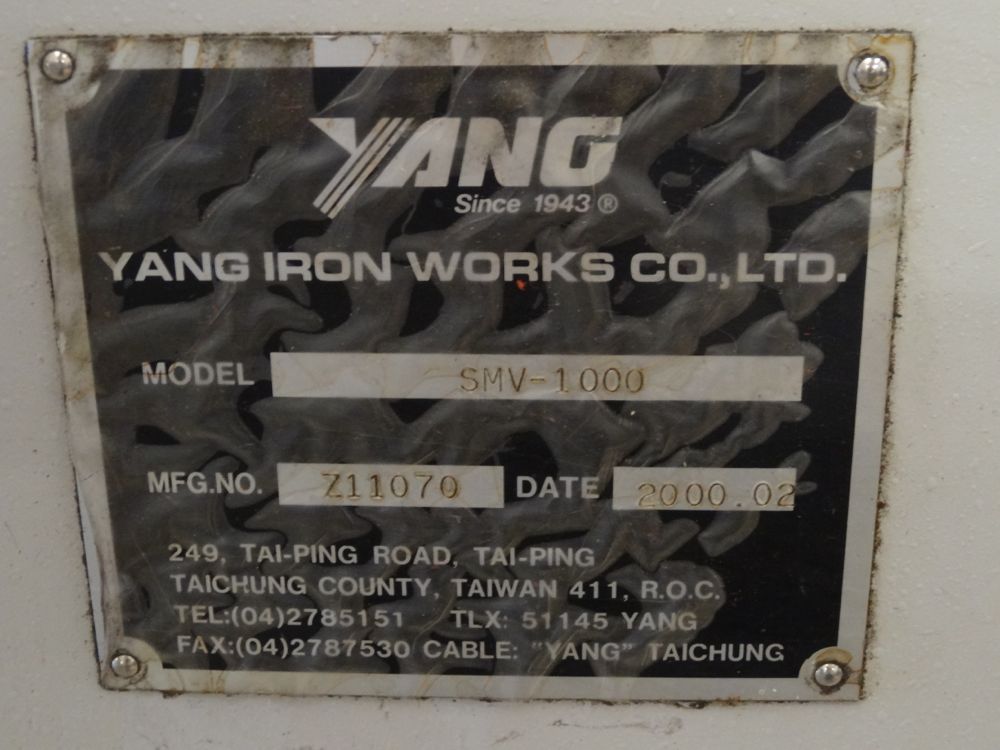 YANG
Since 1943 ®
YANG IRON WORKS CO.,LTD.
MODEL SMV-1000
MFG.NO. Z11070 DATE 2000.02
249, TAI-PING ROAD, TAI-PING
TAICHUNG COUNTY, TAIWAN 411, R.O.C.
TEL:(04)2785151 TLX: 51145 YANG
FAX:(04)2787530 CABLE: "YANG" TAICHUNG